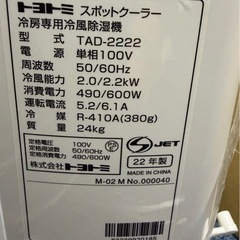 トヨトミ スポットクーラー
冷房専用冷風除湿機
型式 TAD-2222
電源 単相100V
周波数 50/60Hz
冷風能力 2.0/2.2kW
消費電力 490/600W
運転電流 5.2/6.1A
冷媒 R-410A(380g)
質量 24kg
定格電圧 100V
定格周波数 50/60Hz
定格消費電力 490/600W
JET
22年製
株式会社 トヨトミ
MADE IN CHINA
M-02 M No.000040